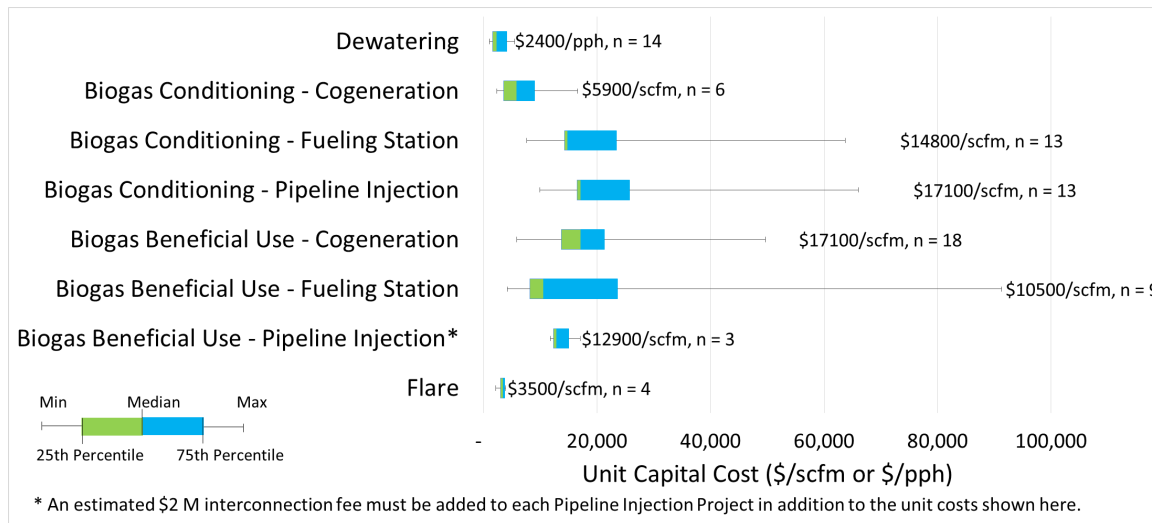 Dewatering
$2400/pph, n = 14
Biogas Conditioning - Cogeneration
$5900/scfm, n = 6
Biogas Conditioning - Fueling Station
$14800/scfm, n = 13
Biogas Conditioning - Pipeline Injection
$17100/scfm, n = 13
Biogas Beneficial Use - Cogeneration
$17100/scfm, n = 18
Biogas Beneficial Use - Fueling Station
$10500/scfm, n = 9
Biogas Beneficial Use - Pipeline Injection*
$12900/scfm, n = 3
Flare
$3500/scfm, n = 4
Min Median Max
25th Percentile 75th Percentile
- 20,000 40,000 60,000 80,000 100,000
Unit Capital Cost ($/scfm or $/pph)
* An estimated $2 M interconnection fee must be added to each Pipeline Injection Project in addition to the unit costs shown here.